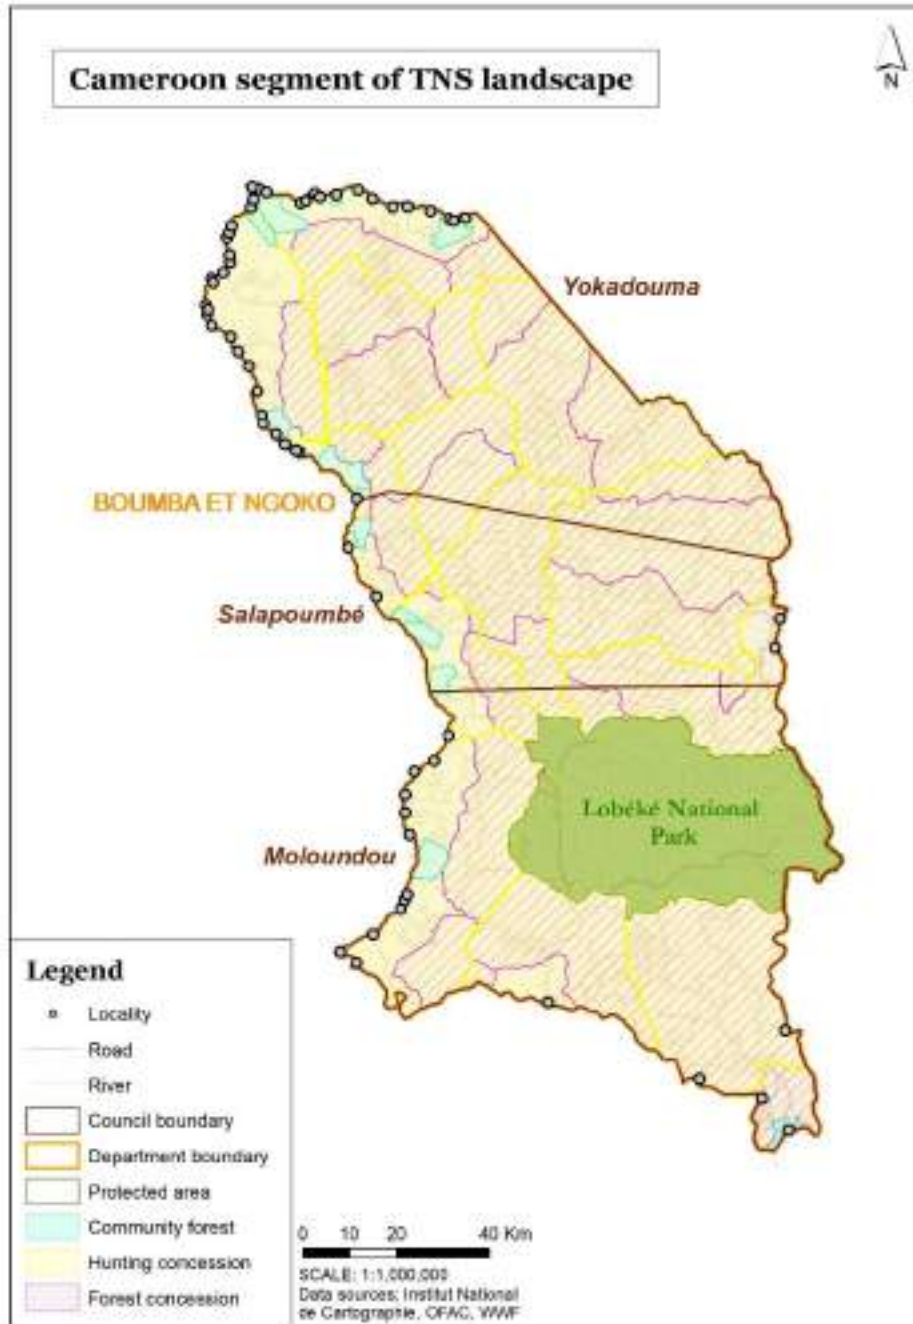 Cameroon segment of TNS landscape
N
Yokadouma
BOUMBA ET NGOKO
Salapoumbé
Lobéké National
Park
Moloundou
Legend
Locality
Road
River
Council boundary
Department boundary
Protected area
Community forest
Hunting concession
Forest concession
0 10 20 40 Km
SCALE: 1:1,000,000
Data sources: Institut National
de Cartographie, OFAC, WWF